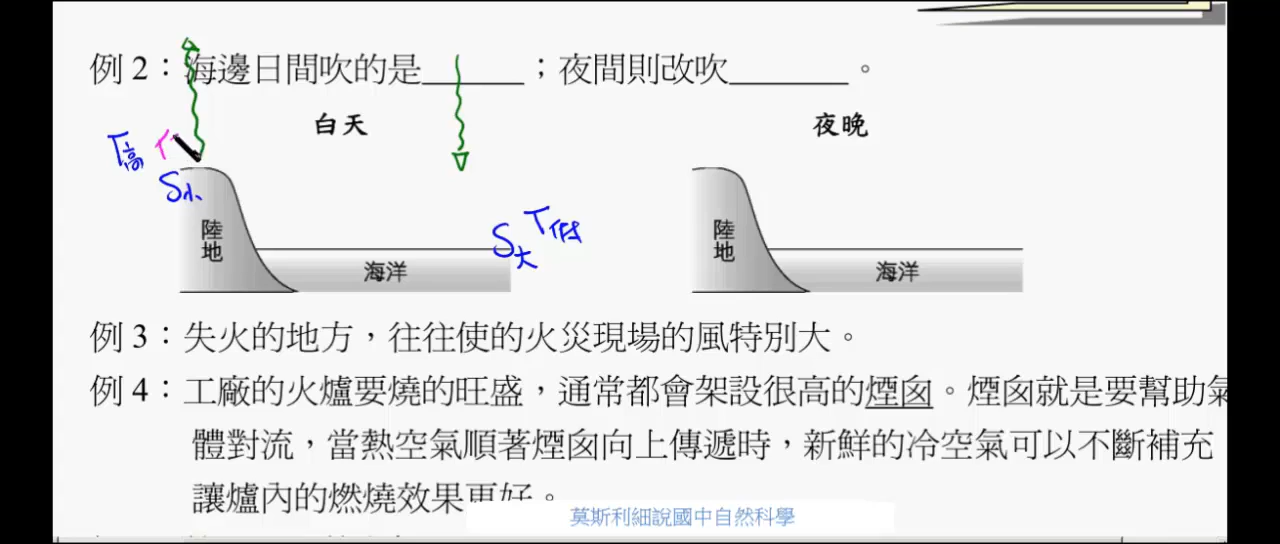 例 2：海邊日間吹的是______；夜間則改吹_______。
白天
夜晚
T高
S小
陸地
海洋
S大
T低
陸地
海洋
例 3：失火的地方，往往使的火災現場的風特別大。
例 4：工廠的火爐要燒的旺盛，通常都會架設很高的煙囪。煙囪就是要幫助氣
體對流，當熱空氣順著煙囪向上傳遞時，新鮮的冷空氣可以不斷補充
讓爐內的燃燒效果更好。
莫斯利細說國中自然科學